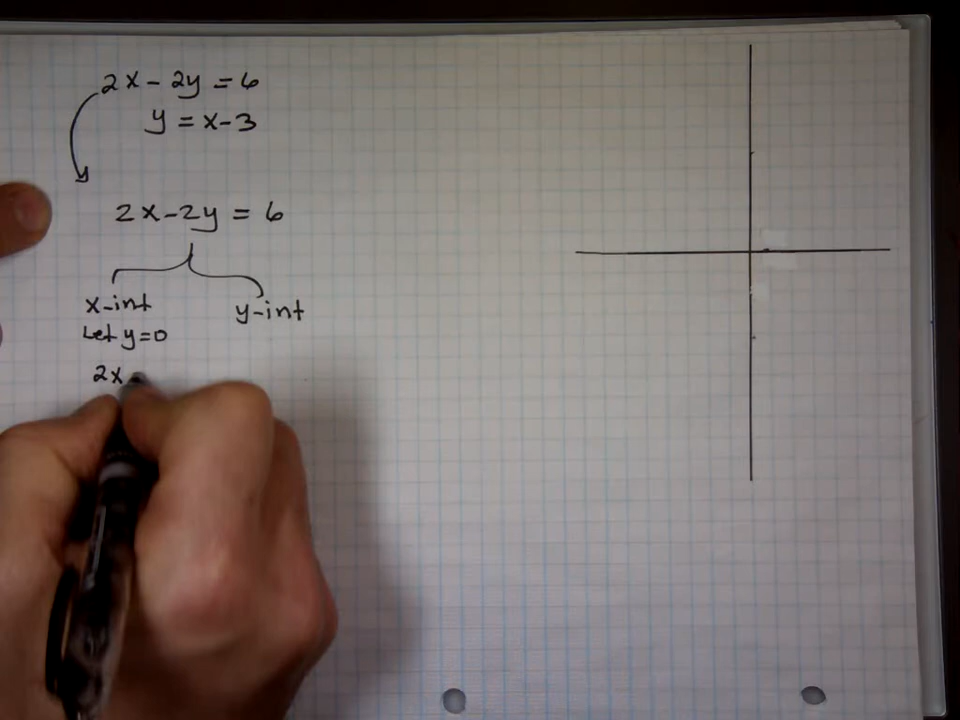 2x - 2y = 6
y = x - 3
2x - 2y = 6
x-int
y-int
Let y = 0
2x